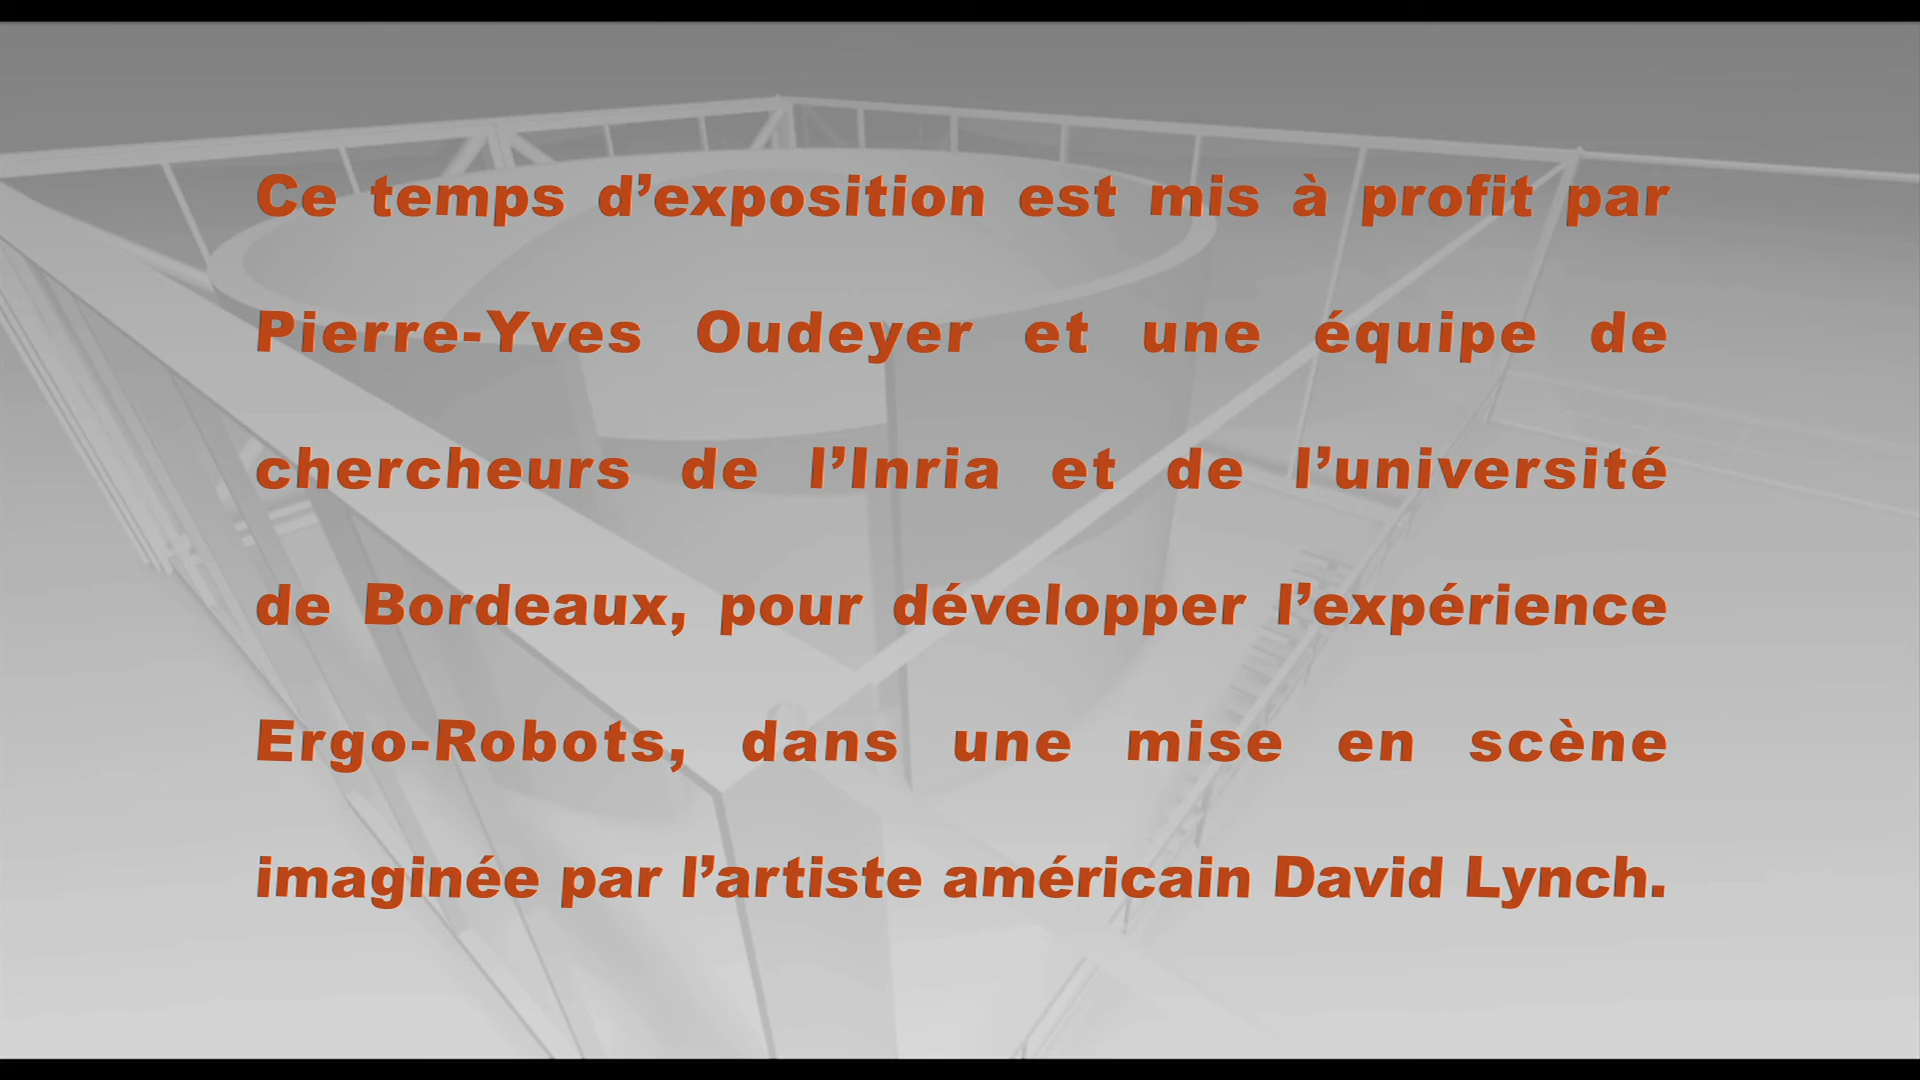 Ce temps d’exposition est mis à profit par
Pierre-Yves Oudeyer et une équipe de
chercheurs de l’Inria et de l’université
de Bordeaux, pour développer l’expérience
Ergo-Robots, dans une mise en scène
imaginée par l’artiste américain David Lynch.